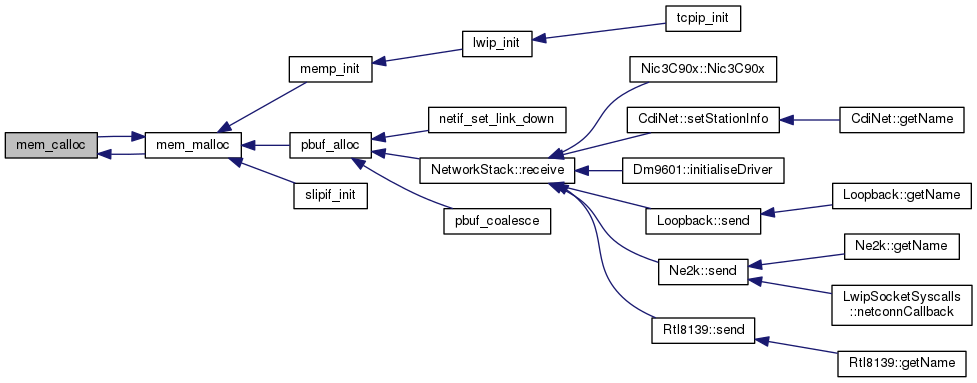 tcpip_init
lwip_init
memp_init
Nic3C90x::Nic3C90x
netif_set_link_down
CdiNet::setStationInfo
CdiNet::getName
mem_calloc
mem_malloc
pbuf_alloc
NetworkStack::receive
Dm9601::initialiseDriver
slipif_init
pbuf_coalesce
Loopback::send
Loopback::getName
Ne2k::getName
Ne2k::send
LwipSocketSyscalls
::netconnCallback
Rtl8139::send
Rtl8139::getName